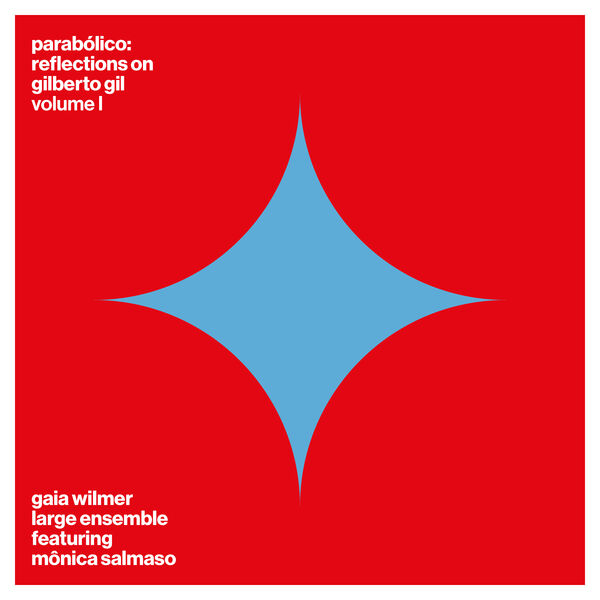 parabólico:
reflections on
gilberto gil
volume I
gaia wilmer
large ensemble
featuring
mônica salmaso